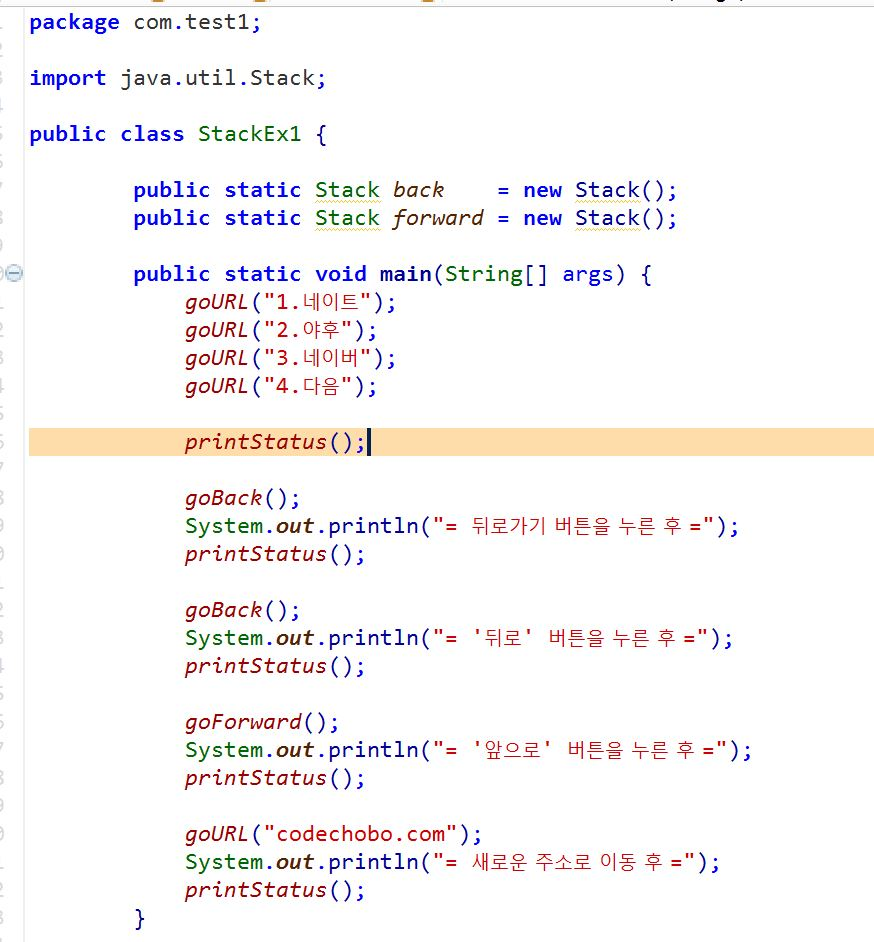 package com.test1;
import java.util.Stack;
public class StackEx1 {
public static Stack back = new Stack();
public static Stack forward = new Stack();
public static void main(String[] args) {
goURL("1.네이트");
goURL("2.야후");
goURL("3.네이버");
goURL("4.다음");
printStatus();
goBack();
System.out.println("= 뒤로가기 버튼을 누른 후 =");
printStatus();
goBack();
System.out.println("= '뒤로' 버튼을 누른 후 =");
printStatus();
goForward();
System.out.println("= '앞으로' 버튼을 누른 후 =");
printStatus();
goURL("codechobo.com");
System.out.println("= 새로운 주소로 이동 후 =");
printStatus();
}